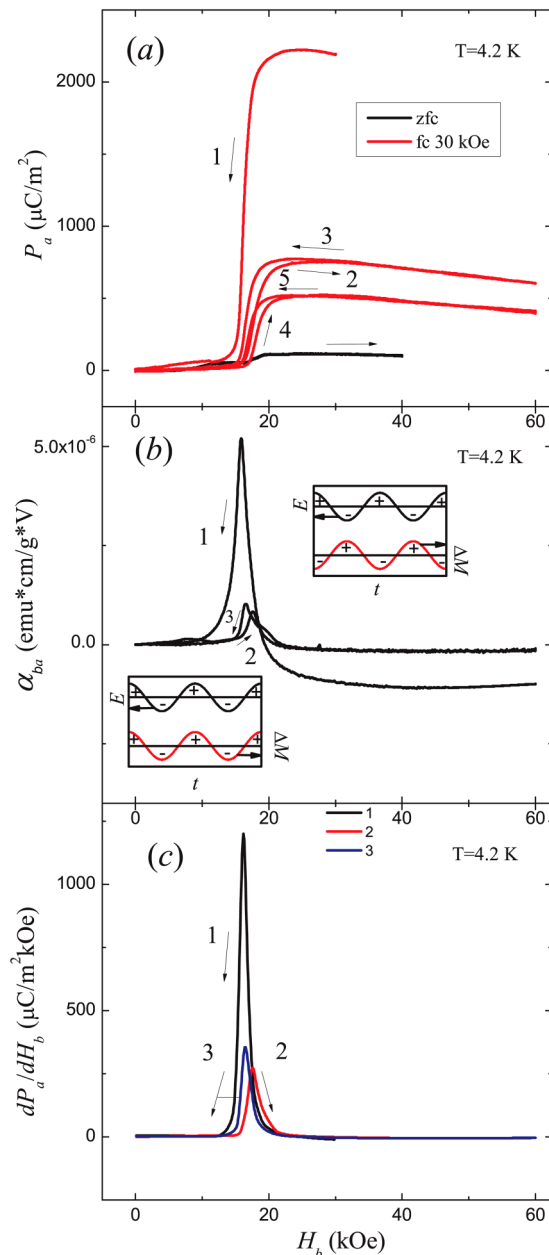 (a)
T=4.2 K
zfc
fc 30 kOe
1
3
5
2
4
2000
1000
0
Pₐ (μC/m²)
0
20
40
60
(b)
T=4.2 K
5.0x10⁻⁶
0.0
α_ba (emu*cm/g*V)
1
3
2
E
+ - + - +
- + - + -
ΔM
t
E
+ - + - +
+ - + - +
ΔM
t
0
20
40
60
(c)
1
2
3
T=4.2 K
1
3
2
1000
500
0
dPₐ/dH_b (μC/m²kOe)
0
20
40
60
H_b (kOe)